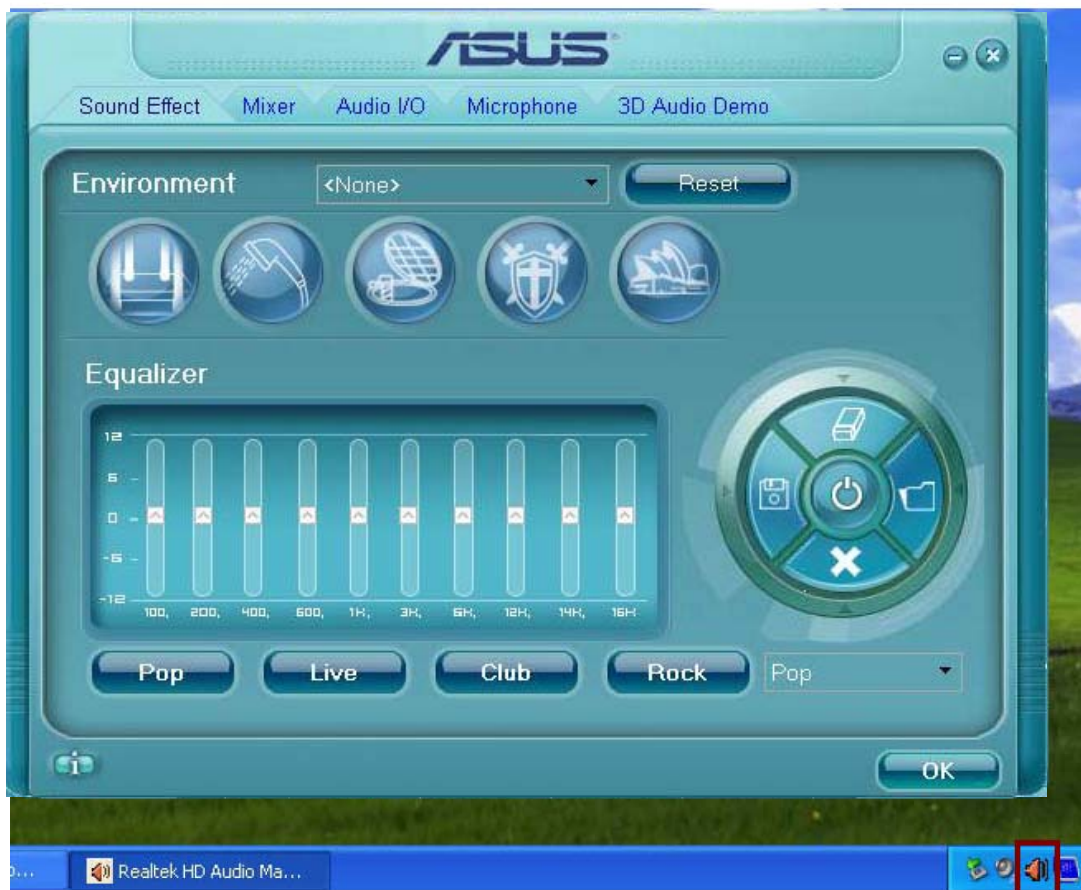 ASUS
Sound Effect Mixer Audio I/O Microphone 3D Audio Demo
Environment <None> Reset
Equalizer
12
6
0
-6
-12
100, 200, 400, 600, 1K, 3K, 6K, 12K, 14K, 16K
Pop Live Club Rock Pop
i
OK
Realtek HD Audio Ma...